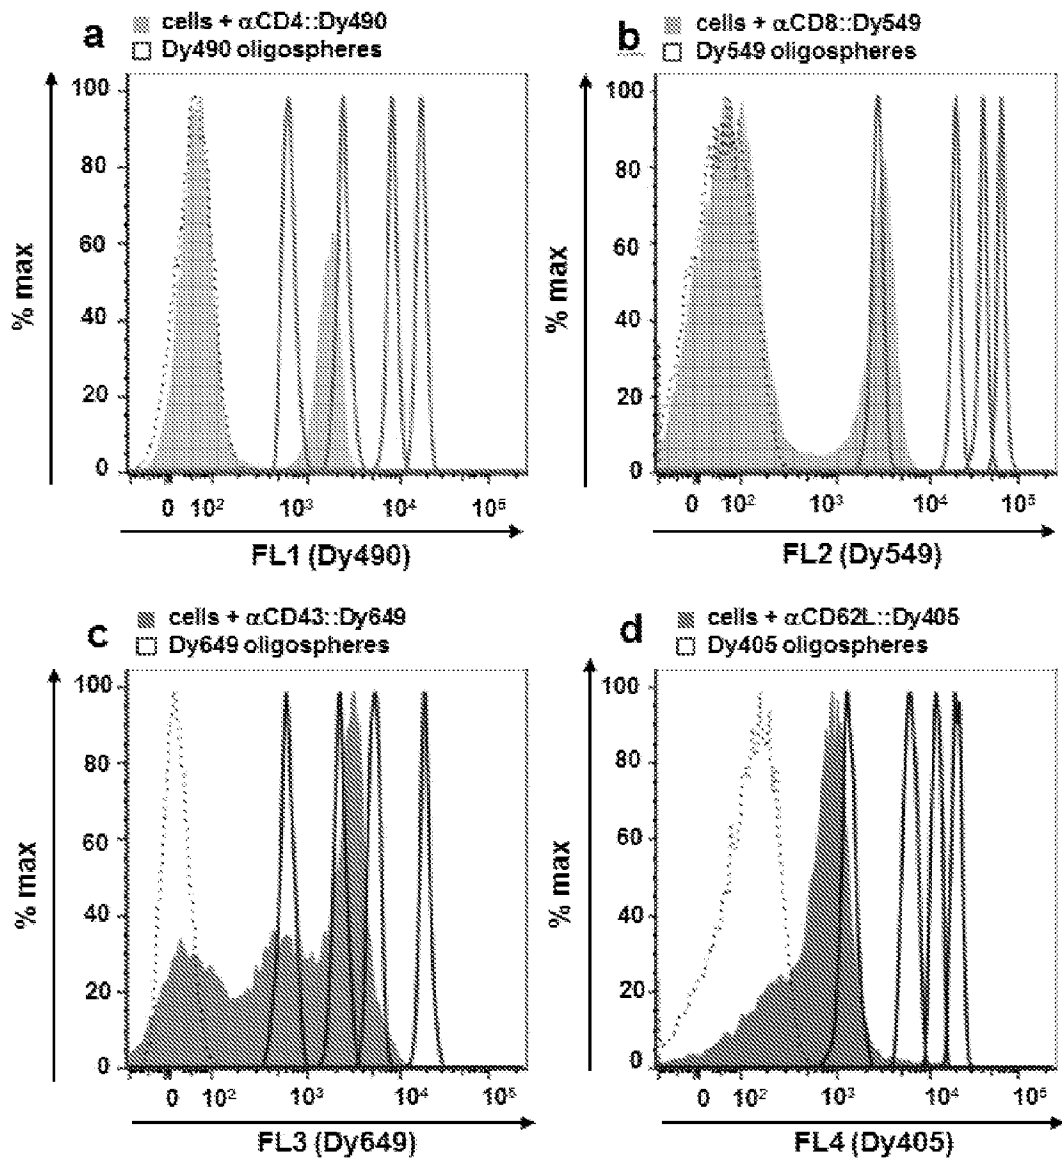 a
cells + αCD4::Dy490
Dy490 oligospheres
100
80
60
40
20
0
% max
0 10² 10³ 10⁴ 10⁵
FL1 (Dy490)
b
cells + αCD8::Dy549
Dy549 oligospheres
100
80
60
40
20
0
% max
0 10² 10³ 10⁴ 10⁵
FL2 (Dy549)
c
cells + αCD43::Dy649
Dy649 oligospheres
100
80
60
40
20
0
% max
0 10² 10³ 10⁴ 10⁵
FL3 (Dy649)
d
cells + αCD62L::Dy405
Dy405 oligospheres
100
80
60
40
20
0
% max
0 10² 10³ 10⁴ 10⁵
FL4 (Dy405)